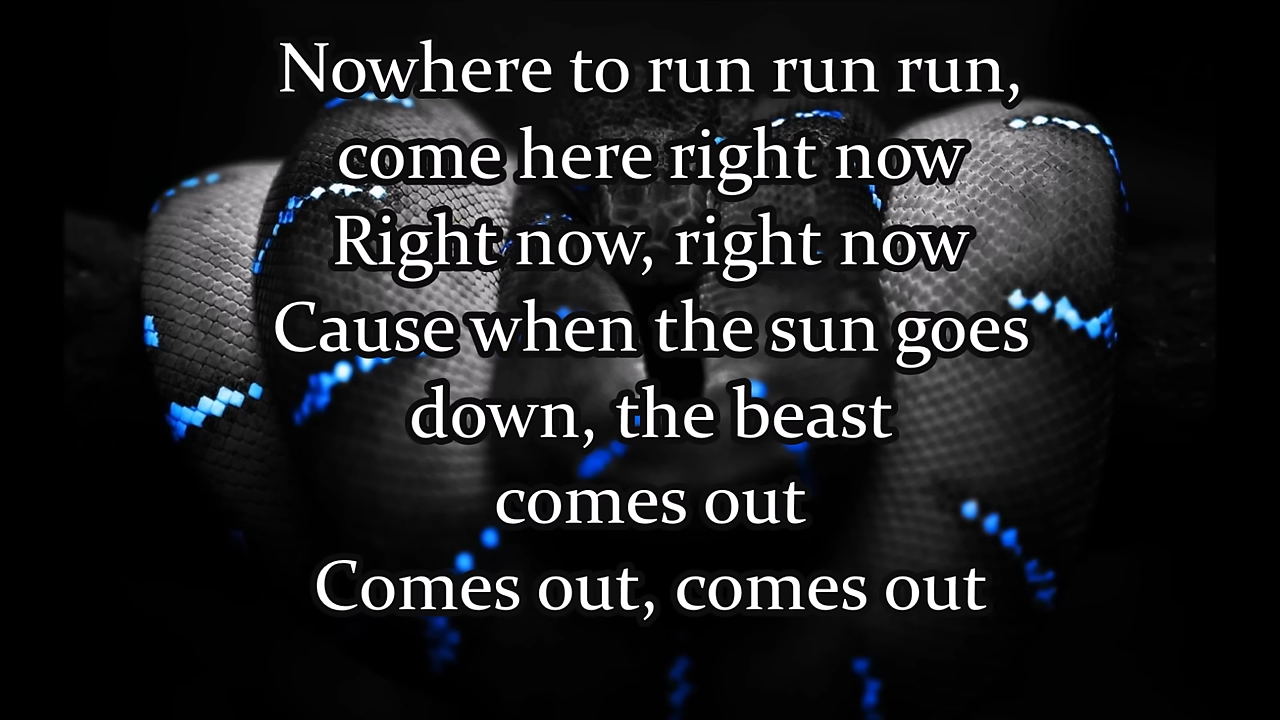 Nowhere to run run run,
come here right now
Right now, right now
Cause when the sun goes
down, the beast
comes out
Comes out, comes out